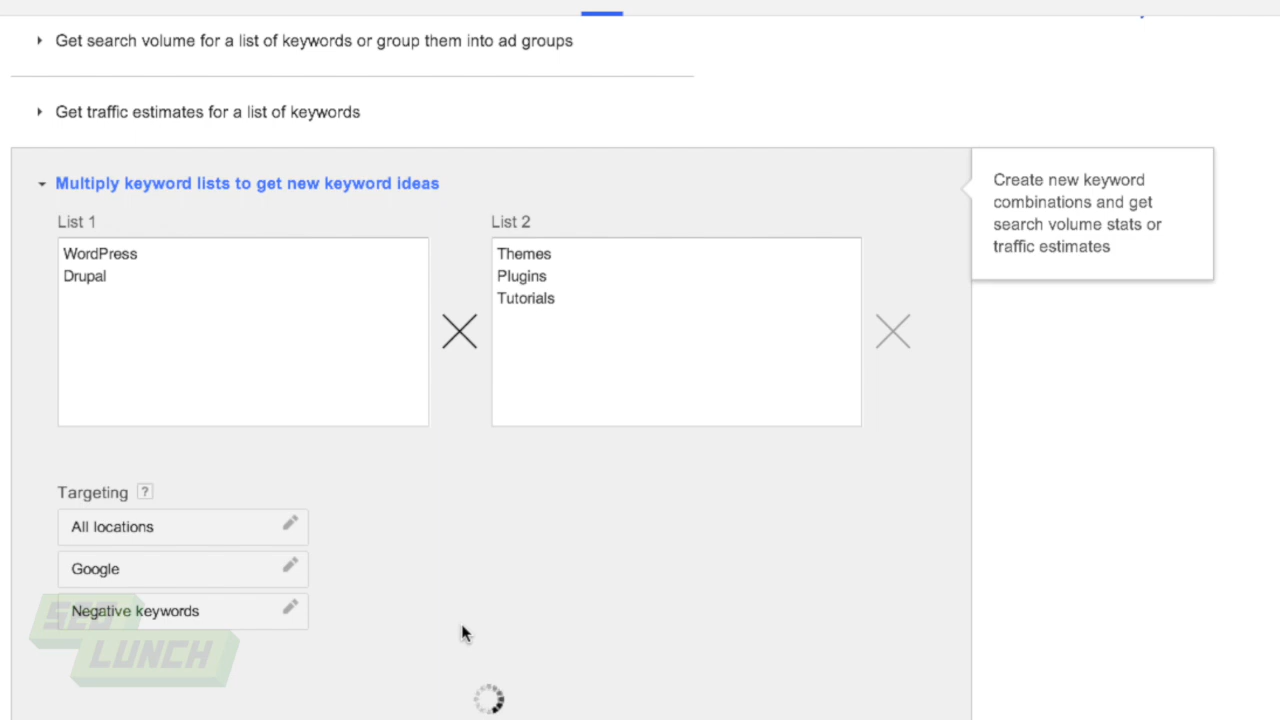 Get search volume for a list of keywords or group them into ad groups
Get traffic estimates for a list of keywords
Multiply keyword lists to get new keyword ideas
Create new keyword
combinations and get
search volume stats or
traffic estimates
List 1
List 2
WordPress
Drupal
Themes
Plugins
Tutorials
Targeting ?
All locations
Google
Negative keywords
SEO
LUNCH